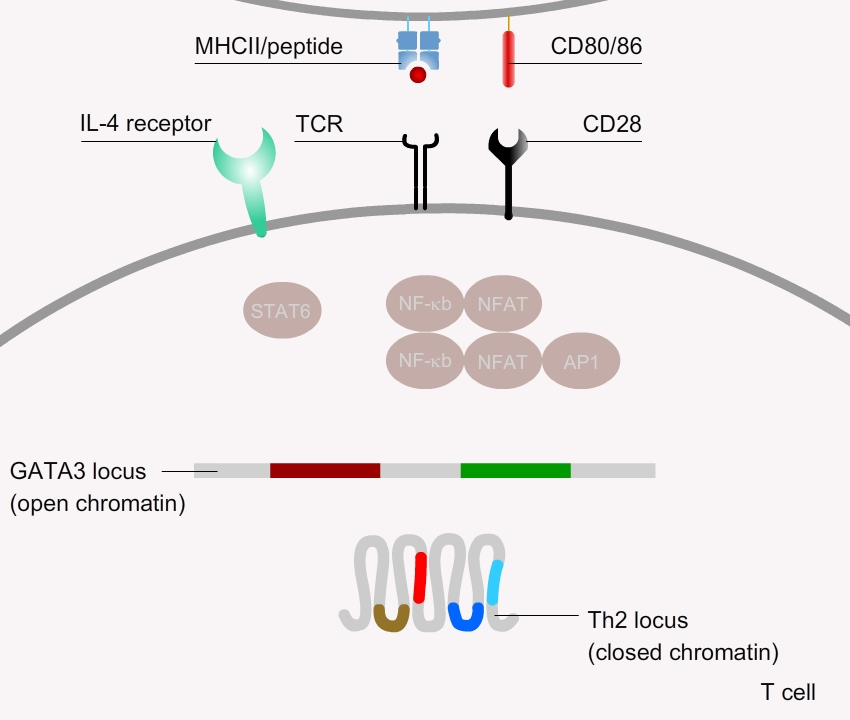 MHCII/peptide
CD80/86
IL-4 receptor
TCR
CD28
STAT6
NF-κb
NFAT
NF-κb
NFAT
AP1
GATA3 locus
(open chromatin)
Th2 locus
(closed chromatin)
T cell